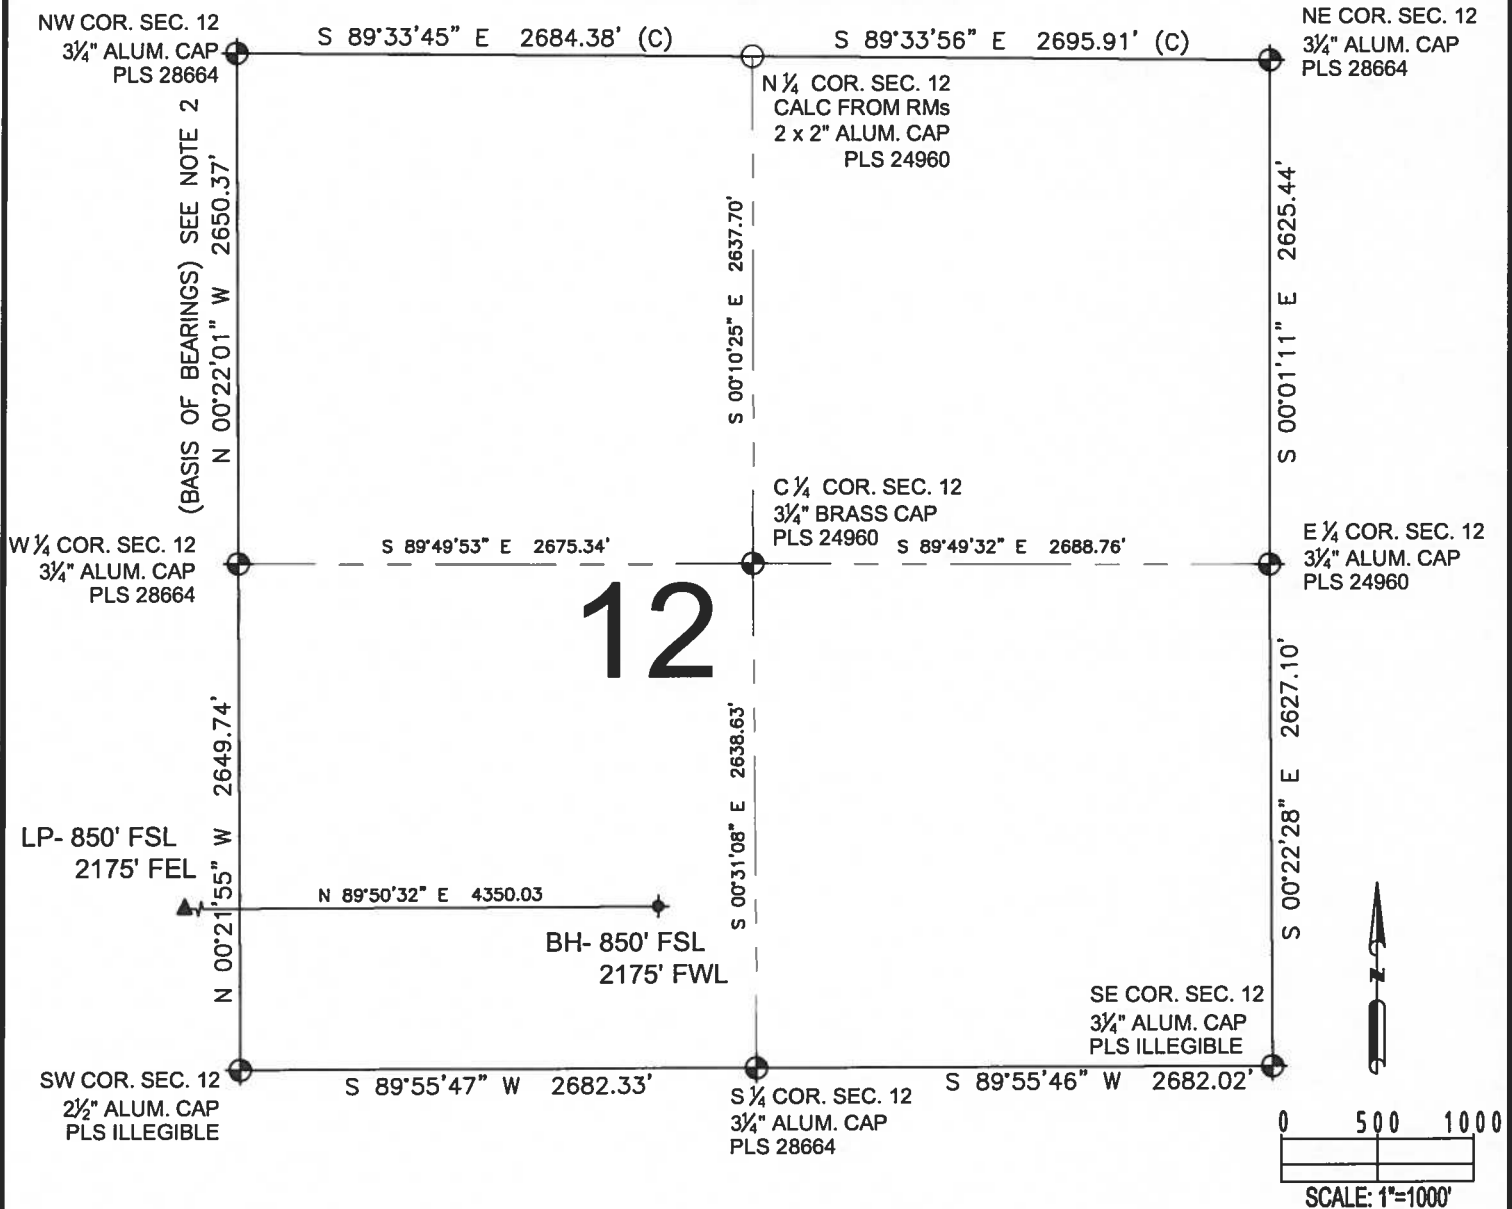 NW COR. SEC. 12
3¼" ALUM. CAP
PLS 28664
S 89°33'45" E 2684.38' (C)
S 89°33'56" E 2695.91' (C)
NE COR. SEC. 12
3¼" ALUM. CAP
PLS 28664
N ¼ COR. SEC. 12
CALC FROM RMs
2 x 2" ALUM. CAP
PLS 24960
(BASIS OF BEARINGS) SEE NOTE 2
N 00°22'01" W 2650.37'
S 00°10'25" E 2637.70'
S 00°01'11" E 2625.44'
W ¼ COR. SEC. 12
3¼" ALUM. CAP
PLS 28664
S 89°49'53" E 2675.34'
C ¼ COR. SEC. 12
3¼" BRASS CAP
PLS 24960
S 89°49'32" E 2688.76'
E ¼ COR. SEC. 12
3¼" ALUM. CAP
PLS 24960
12
N 00°21'55" W 2649.74'
S 00°31'08" E 2638.63'
S 00°22'28" E 2627.10'
LP- 850' FSL
2175' FEL
N 89°50'32" E 4350.03
BH- 850' FSL
2175' FWL
N
SE COR. SEC. 12
3¼" ALUM. CAP
PLS ILLEGIBLE
SW COR. SEC. 12
2½" ALUM. CAP
PLS ILLEGIBLE
S 89°55'47" W 2682.33'
S ¼ COR. SEC. 12
3¼" ALUM. CAP
PLS 28664
S 89°55'46" W 2682.02'
0 500 1000
SCALE: 1"=1000'